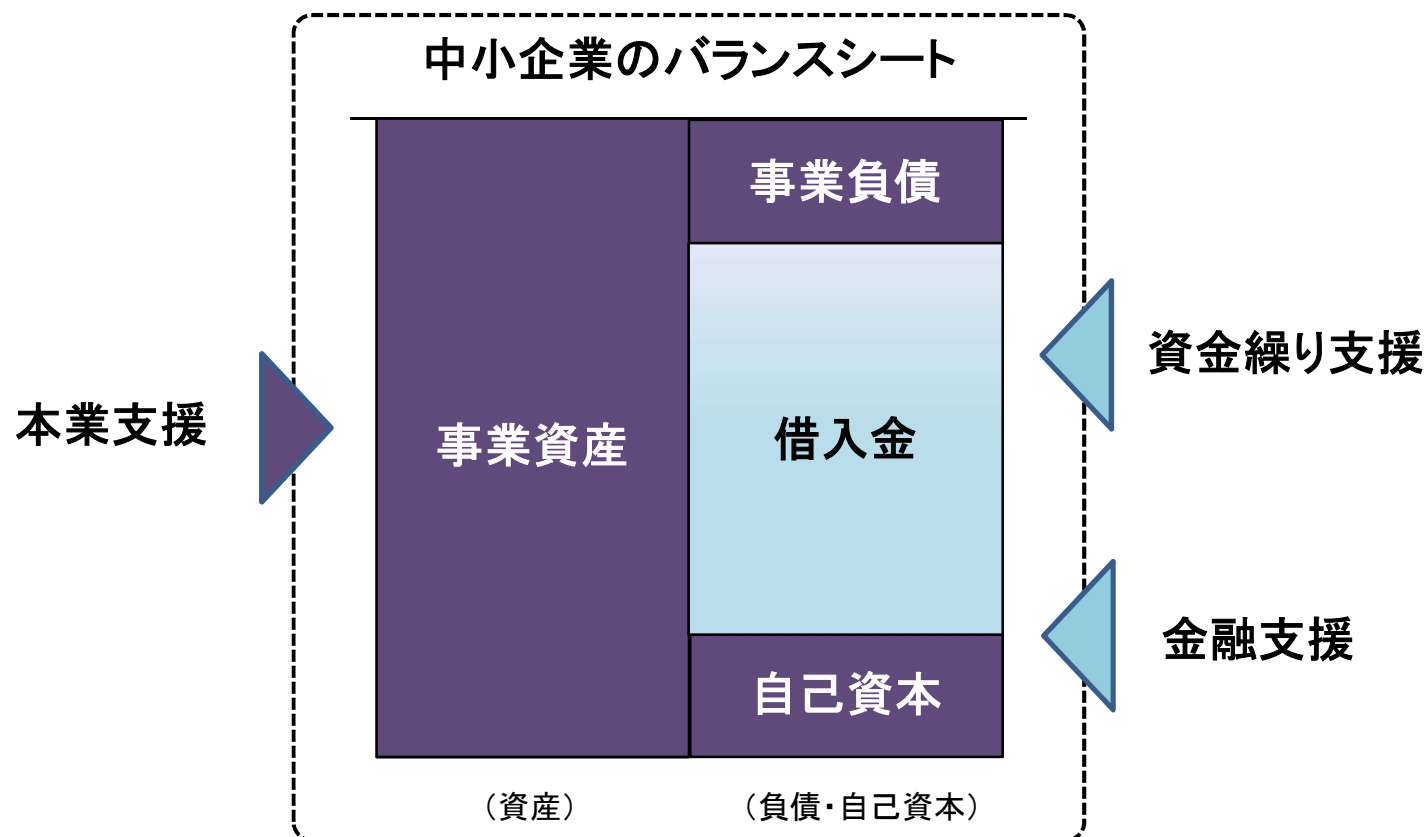 中小企業のバランスシート
事業負債
資金繰り支援
本業支援
事業資産
借入金
金融支援
自己資本
（資産）
（負債・自己資本）